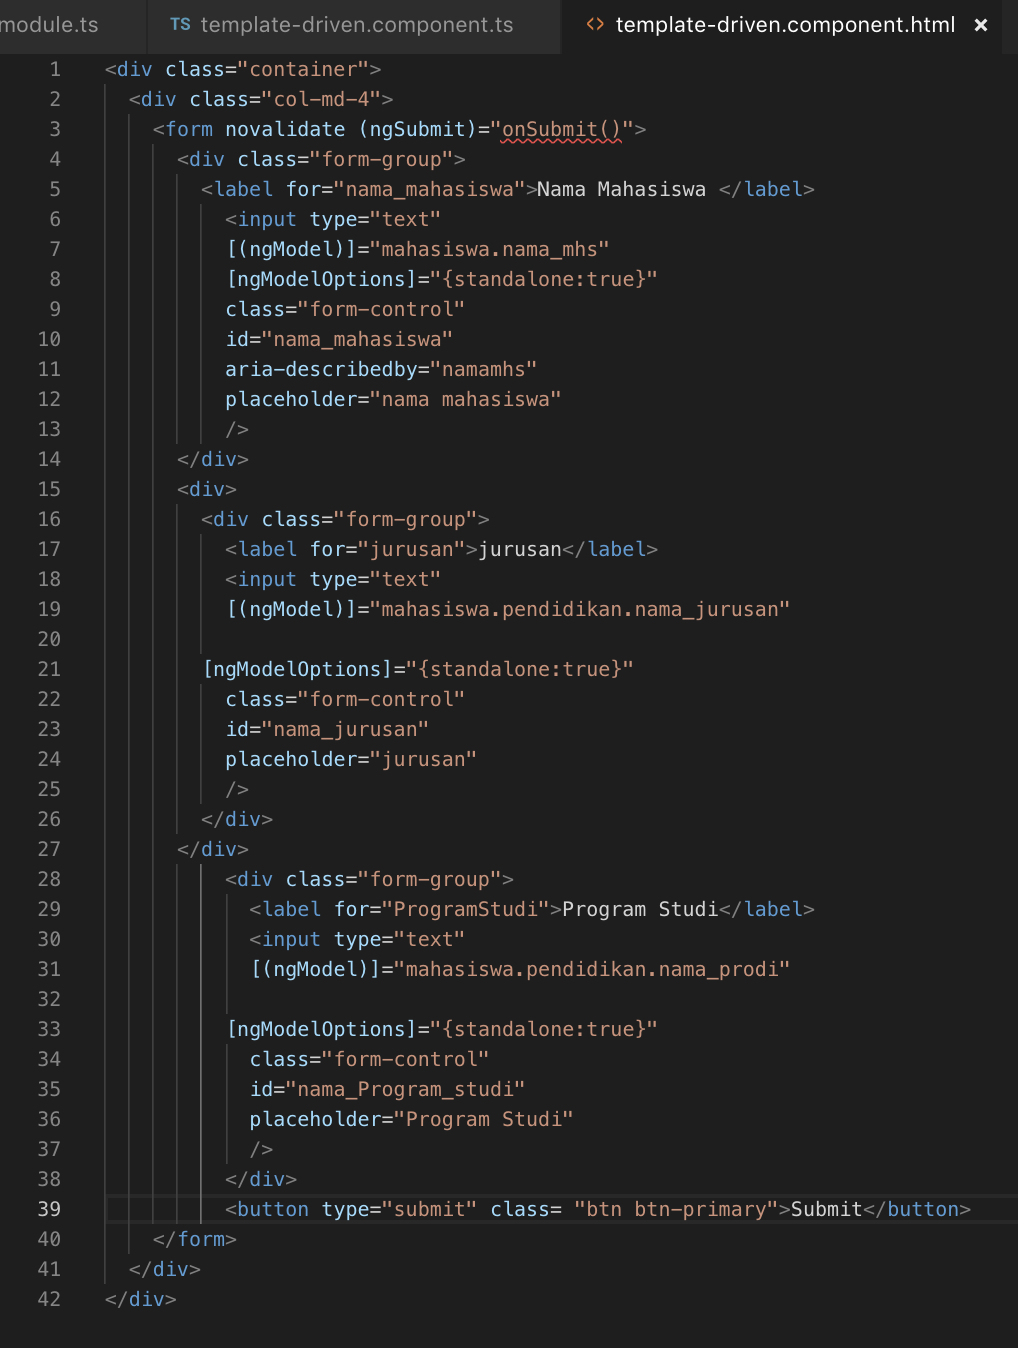 module.ts TS template-driven.component.ts <> template-driven.component.html ×
1 <div class="container">
2 <div class="col-md-4">
3 <form novalidate (ngSubmit)="onSubmit()">
4 <div class="form-group">
5 <label for="nama_mahasiswa">Nama Mahasiswa </label>
6 <input type="text"
7 [(ngModel)]="mahasiswa.nama_mhs"
8 [ngModelOptions]="{standalone:true}"
9 class="form-control"
10 id="nama_mahasiswa"
11 aria-describedby="namamhs"
12 placeholder="nama mahasiswa"
13 />
14 </div>
15 <div>
16 <div class="form-group">
17 <label for="jurusan">jurusan</label>
18 <input type="text"
19 [(ngModel)]="mahasiswa.pendidikan.nama_jurusan"
20
21 [ngModelOptions]="{standalone:true}"
22 class="form-control"
23 id="nama_jurusan"
24 placeholder="jurusan"
25 />
26 </div>
27 </div>
28 <div class="form-group">
29 <label for="ProgramStudi">Program Studi</label>
30 <input type="text"
31 [(ngModel)]="mahasiswa.pendidikan.nama_prodi"
32
33 [ngModelOptions]="{standalone:true}"
34 class="form-control"
35 id="nama_Program_studi"
36 placeholder="Program Studi"
37 />
38 </div>
39 <button type="submit" class= "btn btn-primary">Submit</button>
40 </form>
41 </div>
42 </div>